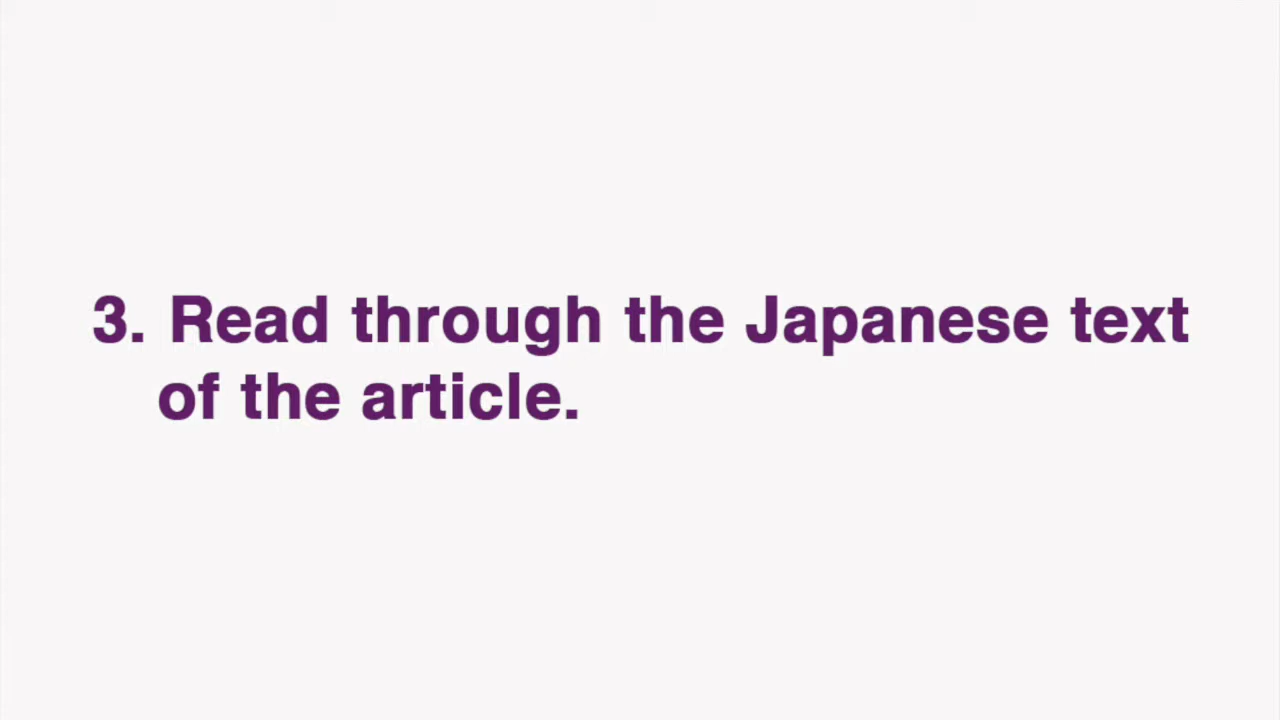 3. Read through the Japanese text
of the article.